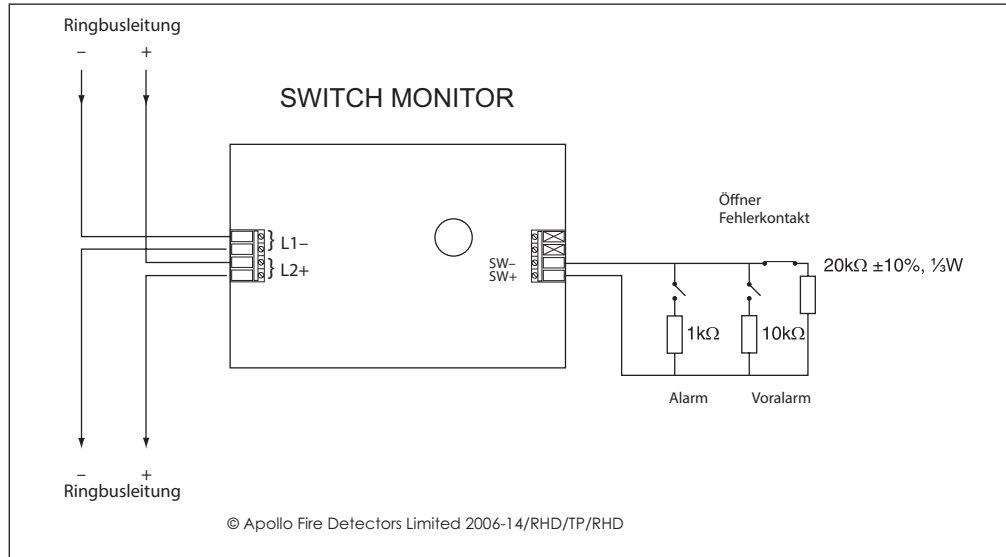 Ringbusleitung
– +
SWITCH MONITOR
Öffner
Fehlerkontakt
} L1–
} L2+
SW–
SW+
20kΩ ±10%, ⅓W
1kΩ
10kΩ
Alarm
Voralarm
– +
Ringbusleitung
© Apollo Fire Detectors Limited 2006-14/RHD/TP/RHD